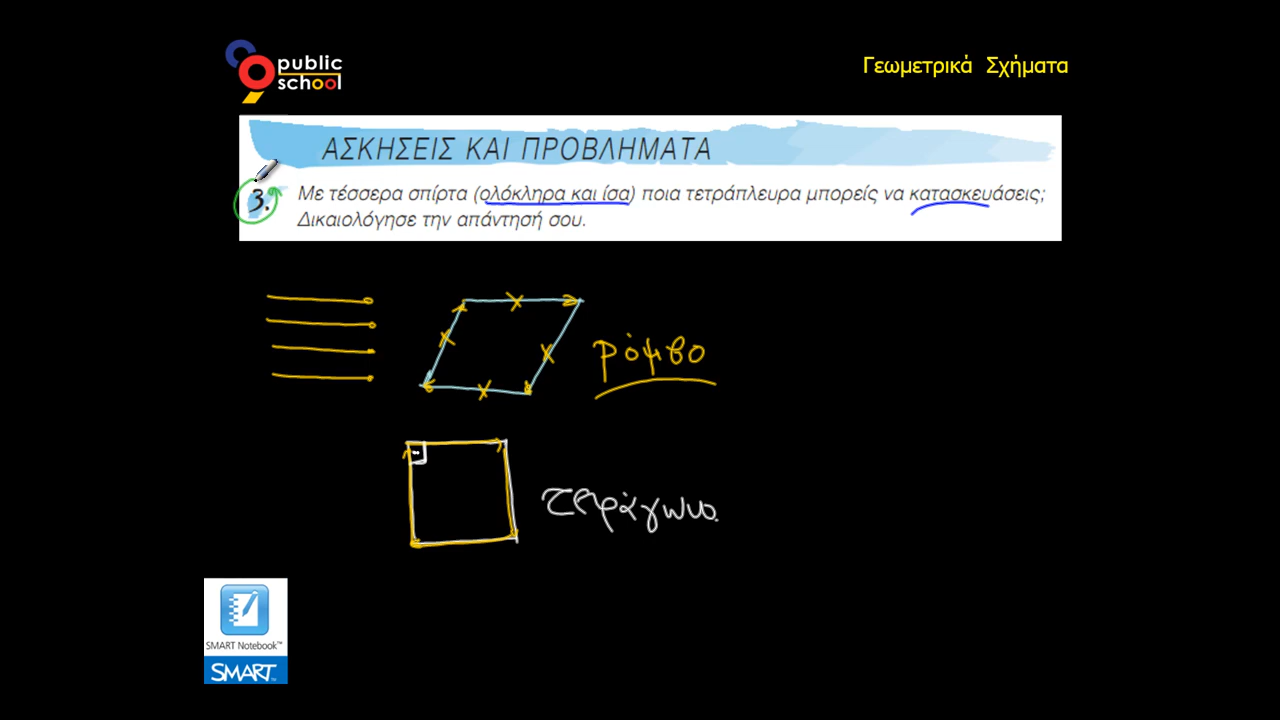 public
school
Γεωμετρικά Σχήματα
ΑΣΚΗΣΕΙΣ ΚΑΙ ΠΡΟΒΛΗΜΑΤΑ
3. Με τέσσερα σπίρτα (ολόκληρα και ίσα) ποια τετράπλευρα μπορείς να κατασκευάσεις;
Δικαιολόγησε την απάντησή σου.
ρόμβο
τετράγωνο.
SMART Notebook™
SMART